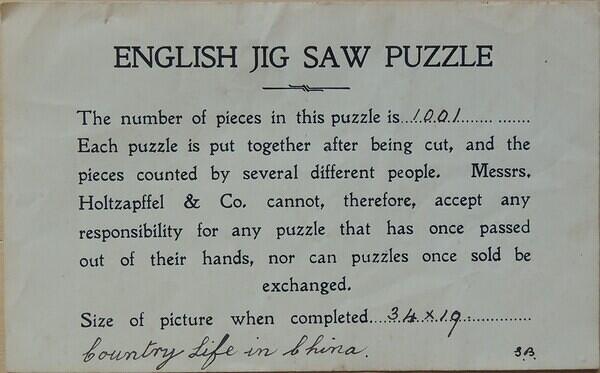 ENGLISH JIG SAW PUZZLE
The number of pieces in this puzzle is...1001.............
Each puzzle is put together after being cut, and the
pieces counted by several different people. Messrs.
Holtzapffel & Co. cannot, therefore, accept any
responsibility for any puzzle that has once passed
out of their hands, nor can puzzles once sold be
exchanged.
Size of picture when completed...34 x 19...............
Country Life in China.
SB.